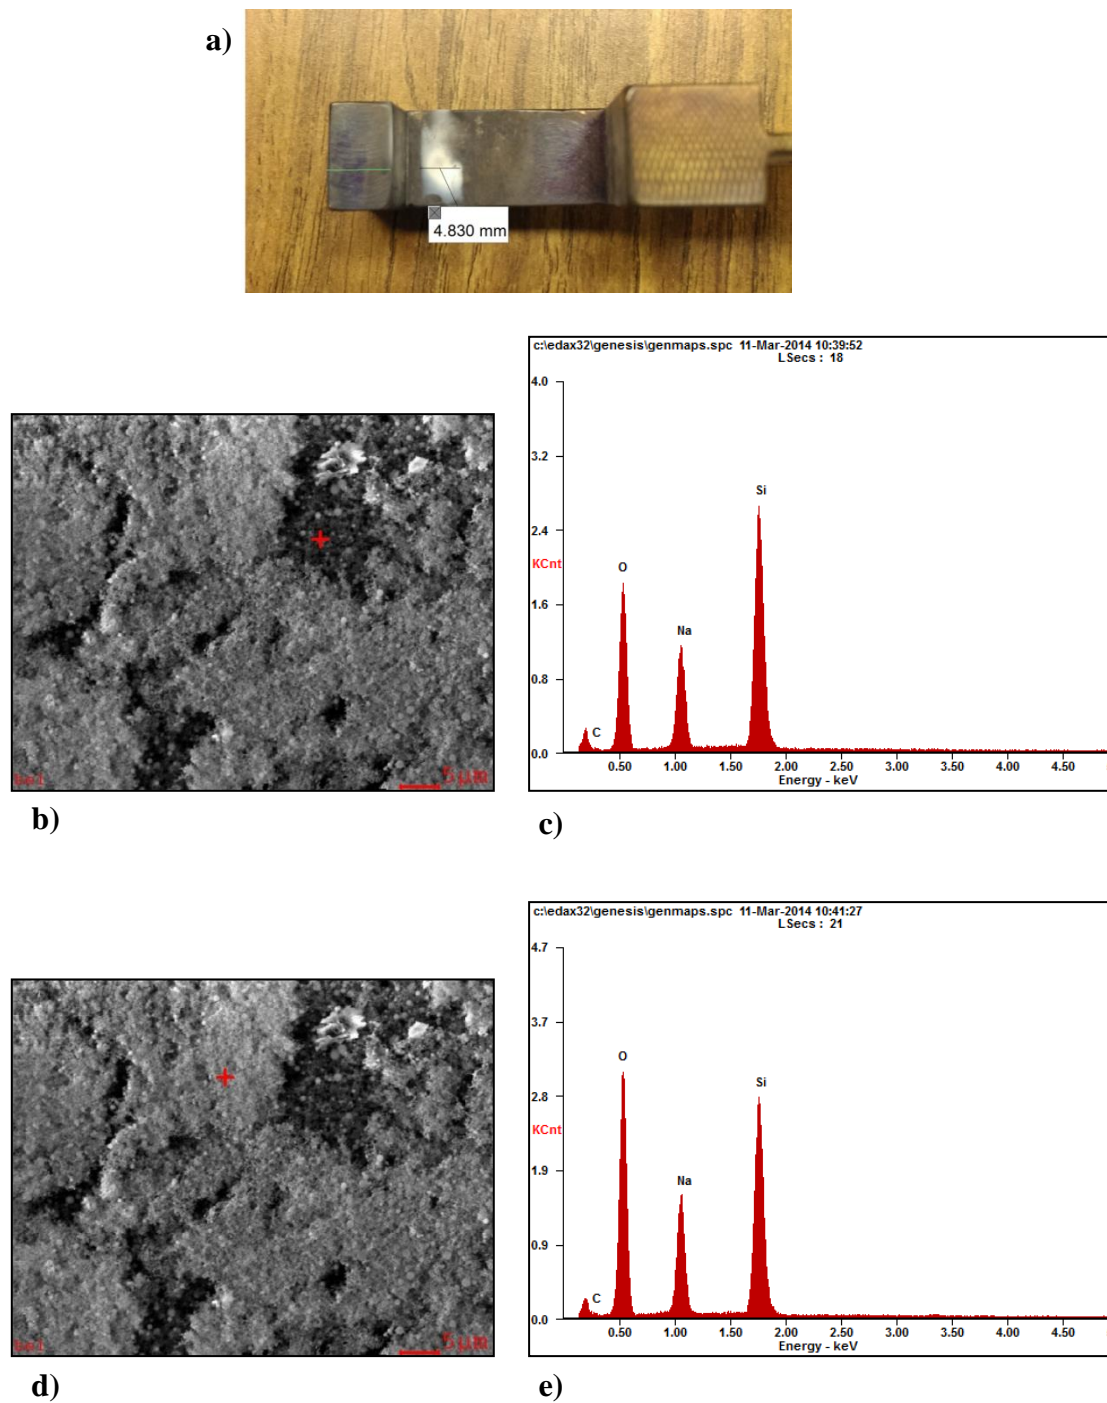 a)
4.830 mm
c:\edax32\genesis\genmaps.spc 11-Mar-2014 10:39:52
LSecs : 18
4.0
3.2
Si
2.4
KCnt
O
1.6
Na
0.8
C
0.0
0.50 1.00 1.50 2.00 2.50 3.00 3.50 4.00 4.50
Energy - keV
5 µm
b)
c)
c:\edax32\genesis\genmaps.spc 11-Mar-2014 10:41:27
LSecs : 21
4.7
3.7
O
Si
2.8
KCnt
1.9
Na
0.9
C
0.0
0.50 1.00 1.50 2.00 2.50 3.00 3.50 4.00 4.50
Energy - keV
5 µm
d)
e)